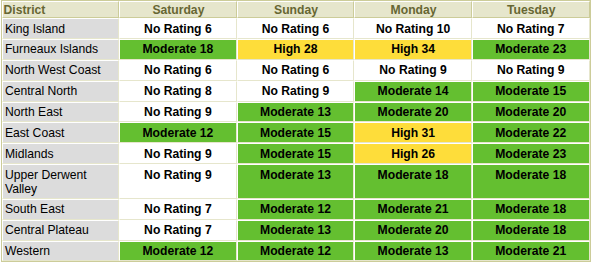 District Saturday Sunday Monday Tuesday
King Island No Rating 6 No Rating 6 No Rating 10 No Rating 7
Furneaux Islands Moderate 18 High 28 High 34 Moderate 23
North West Coast No Rating 6 No Rating 6 No Rating 9 No Rating 9
Central North No Rating 8 No Rating 9 Moderate 14 Moderate 15
North East No Rating 9 Moderate 13 Moderate 20 Moderate 20
East Coast Moderate 12 Moderate 15 High 31 Moderate 22
Midlands No Rating 9 Moderate 15 High 26 Moderate 23
Upper Derwent No Rating 9 Moderate 13 Moderate 18 Moderate 18
Valley
South East No Rating 7 Moderate 12 Moderate 21 Moderate 18
Central Plateau No Rating 7 Moderate 13 Moderate 20 Moderate 18
Western Moderate 12 Moderate 12 Moderate 13 Moderate 21